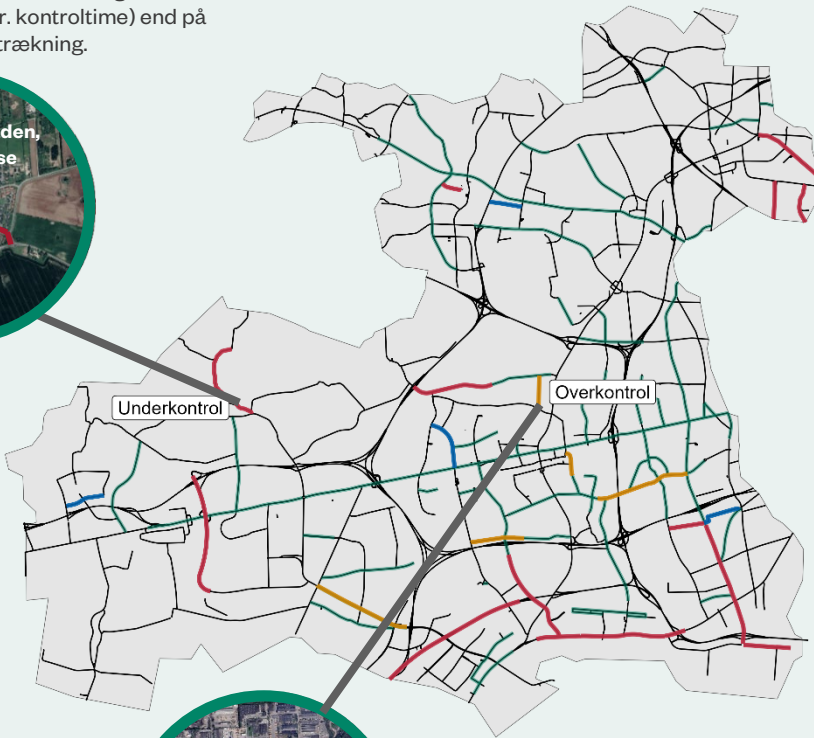 r. kontroltime) end på
trækning.
den,
se
Underkontrol
Overkontrol